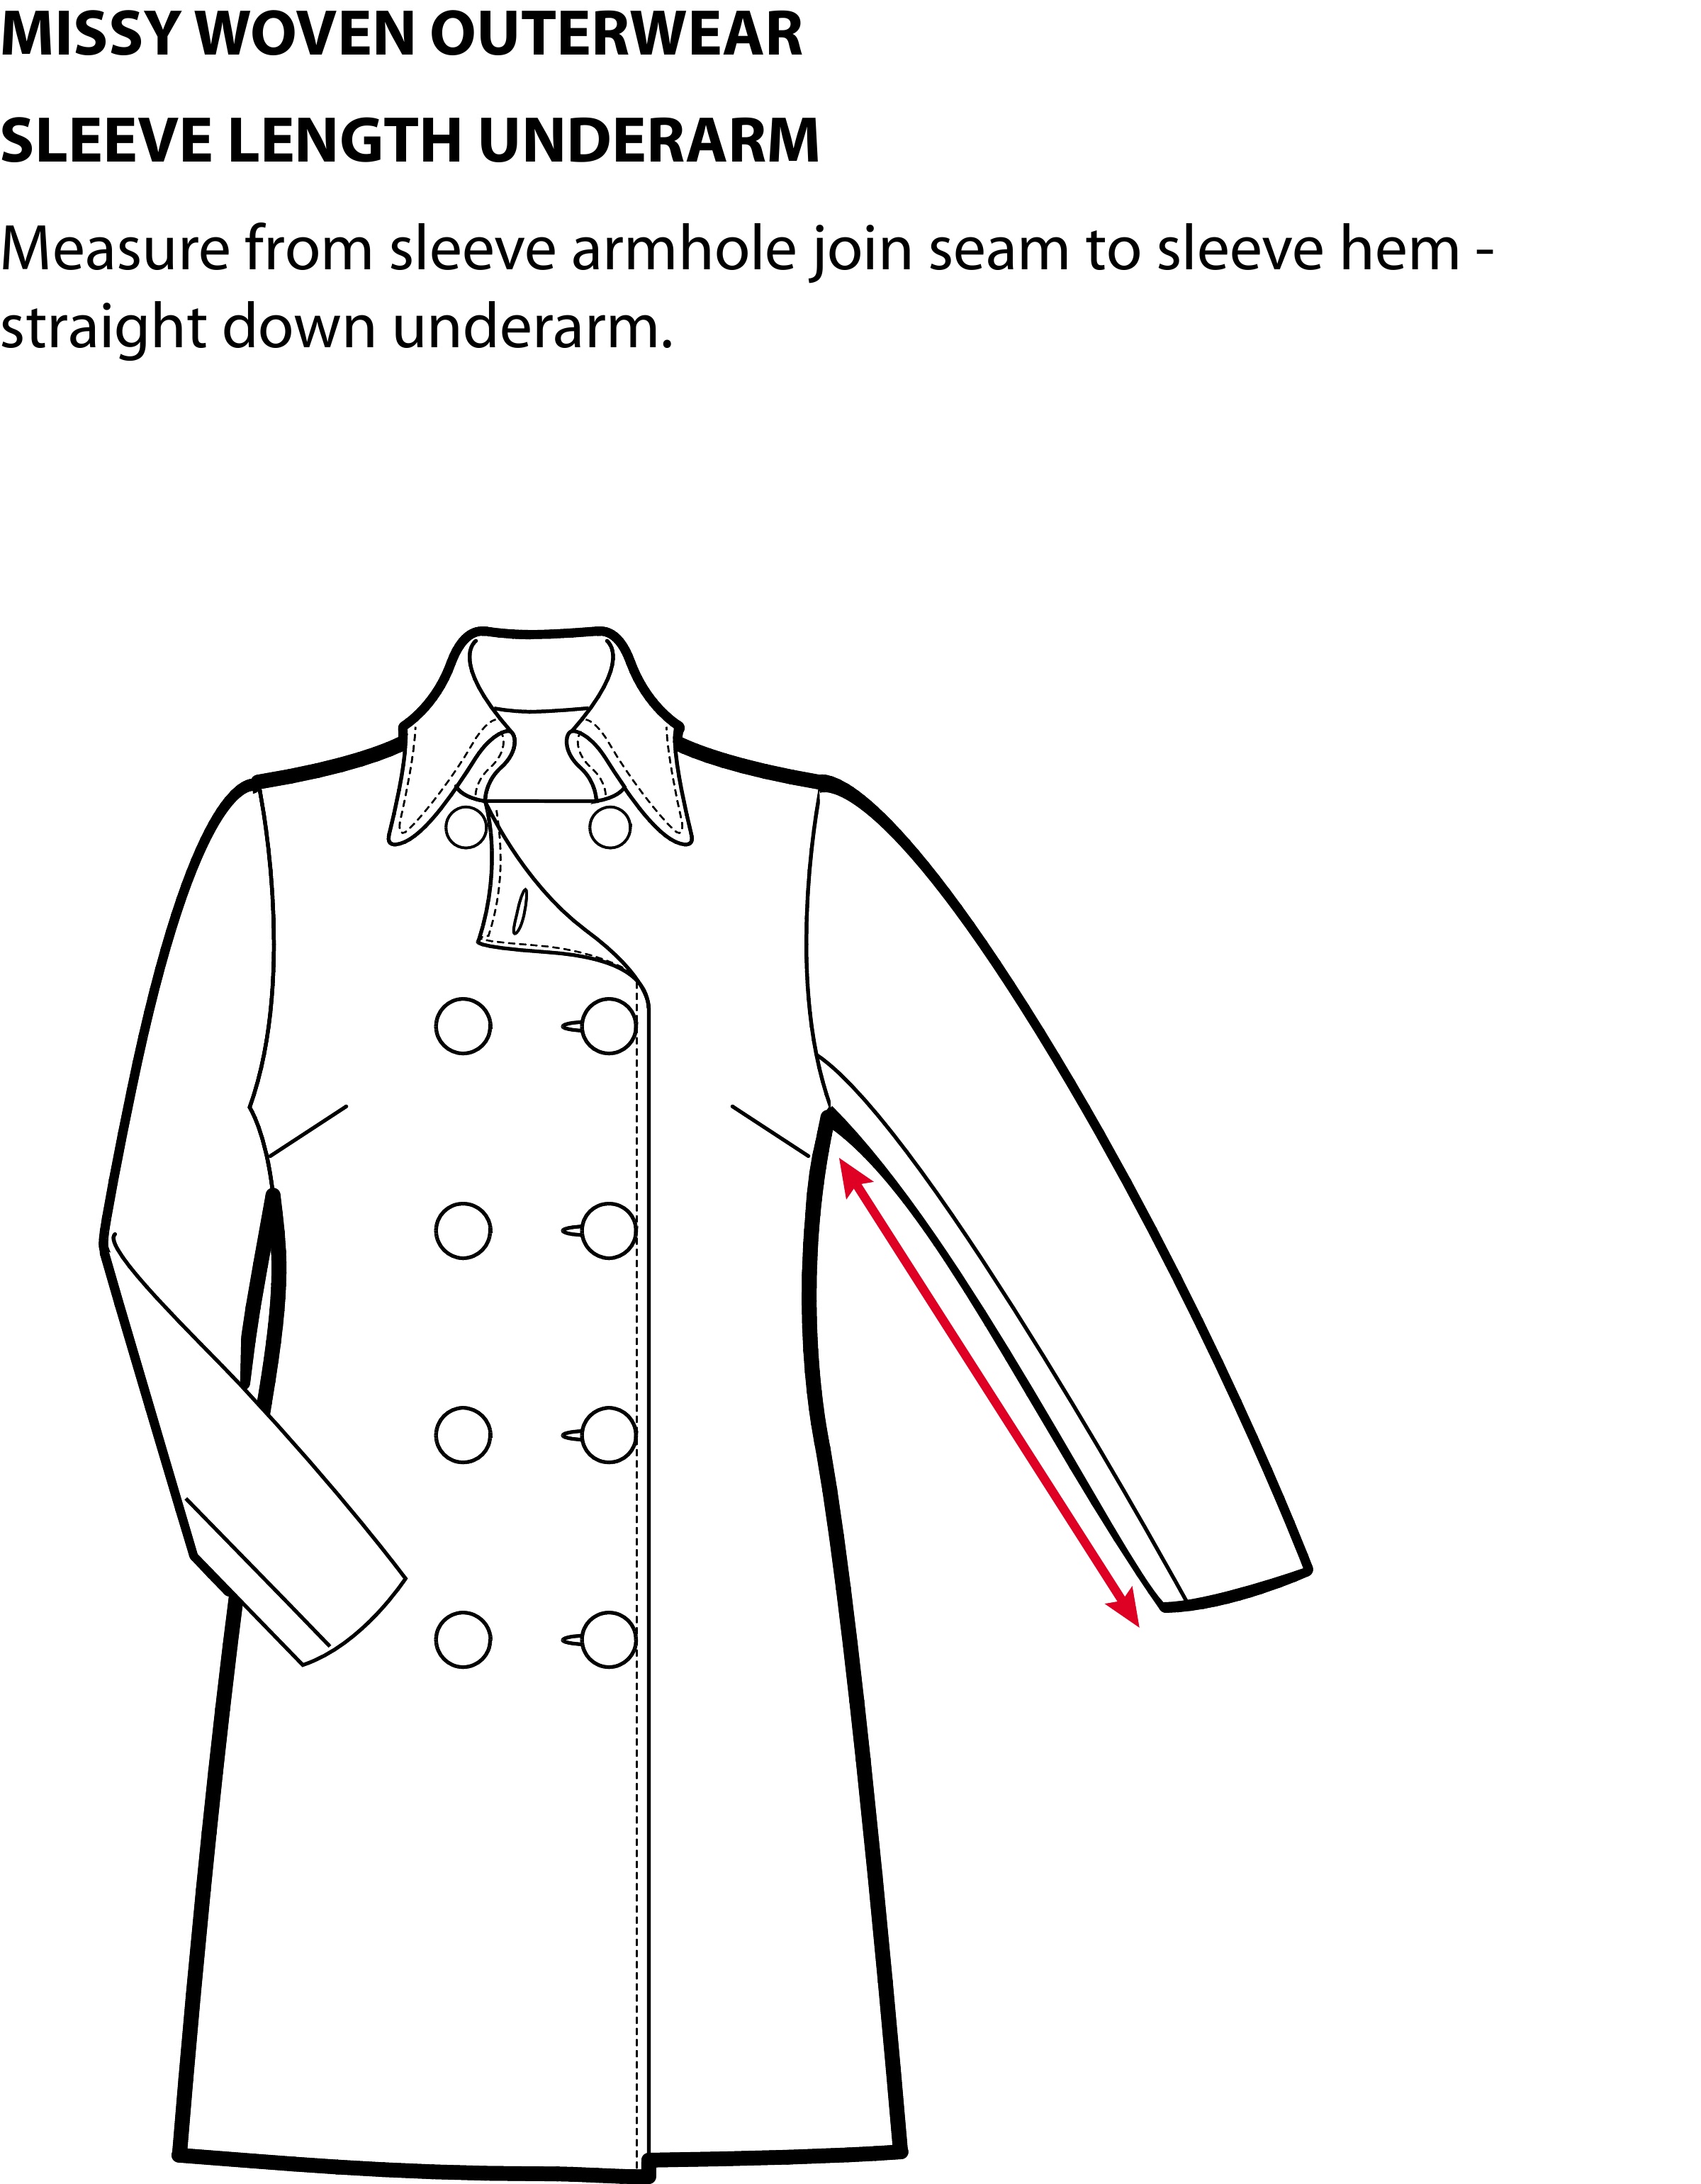 MISSY WOVEN OUTERWEAR
SLEEVE LENGTH UNDERARM
Measure from sleeve armhole join seam to sleeve hem -
straight down underarm.